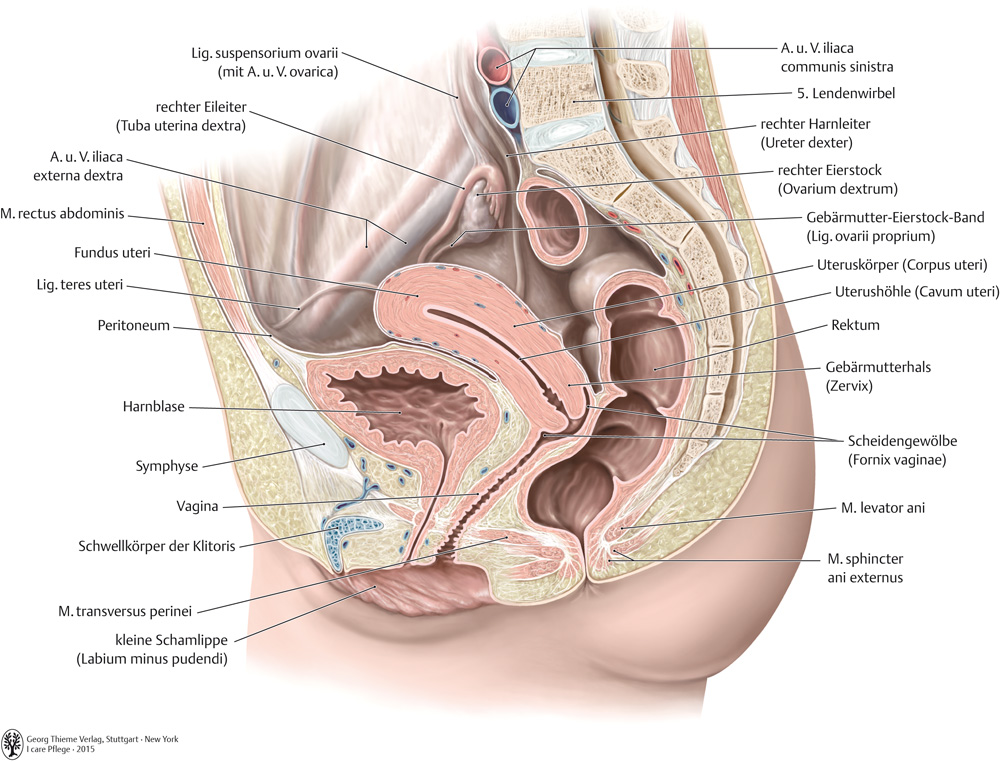 Lig. suspensorium ovarii
(mit A. u. V. ovarica)
rechter Eileiter
(Tuba uterina dextra)
A. u. V. iliaca
externa dextra
M. rectus abdominis
Fundus uteri
Lig. teres uteri
Peritoneum
Harnblase
Symphyse
Vagina
Schwellkörper der Klitoris
M. transversus perinei
kleine Schamlippe
(Labium minus pudendi)
A. u. V. iliaca
communis sinistra
5. Lendenwirbel
rechter Harnleiter
(Ureter dexter)
rechter Eierstock
(Ovarium dextrum)
Gebärmutter-Eierstock-Band
(Lig. ovarii proprium)
Uteruskörper (Corpus uteri)
Uterushöhle (Cavum uteri)
Rektum
Gebärmutterhals
(Zervix)
Scheidengewölbe
(Fornix vaginae)
M. levator ani
M. sphincter
ani externus
Georg Thieme Verlag, Stuttgart · New York
I care Pflege · 2015